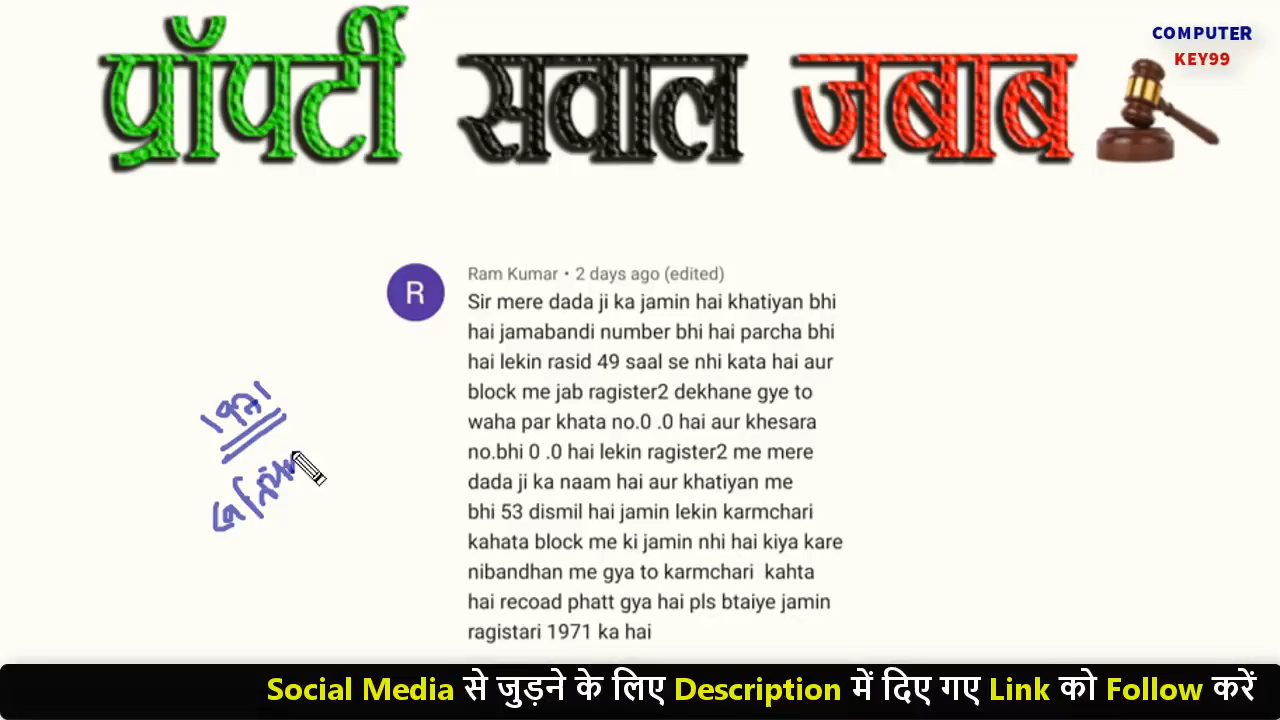 COMPUTER
KEY99
प्रॉपर्टी सवाल जबाब
R
Ram Kumar • 2 days ago (edited)
Sir mere dada ji ka jamin hai khatiyan bhi
hai jamabandi number bhi hai parcha bhi
hai lekin rasid 49 saal se nhi kata hai aur
block me jab ragister2 dekhane gye to
waha par khata no.0 .0 hai aur khesara
no.bhi 0 .0 hai lekin ragister2 me mere
dada ji ka naam hai aur khatiyan me
bhi 53 dismil hai jamin lekin karmchari
kahata block me ki jamin nhi hai kiya kare
nibandhan me gya to karmchari kahta
hai recoad phatt gya hai pls btaiye jamin
ragistari 1971 ka hai
१९७१
Social Media से जुड़ने के लिए Description में दिए गए Link को Follow करें